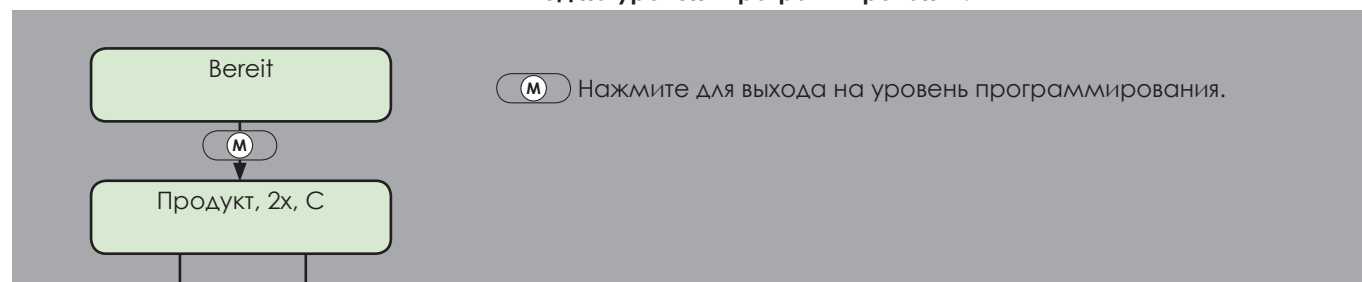 Bereit
M Нажмите для выхода на уровень программирования.
M
Продукт, 2x, C